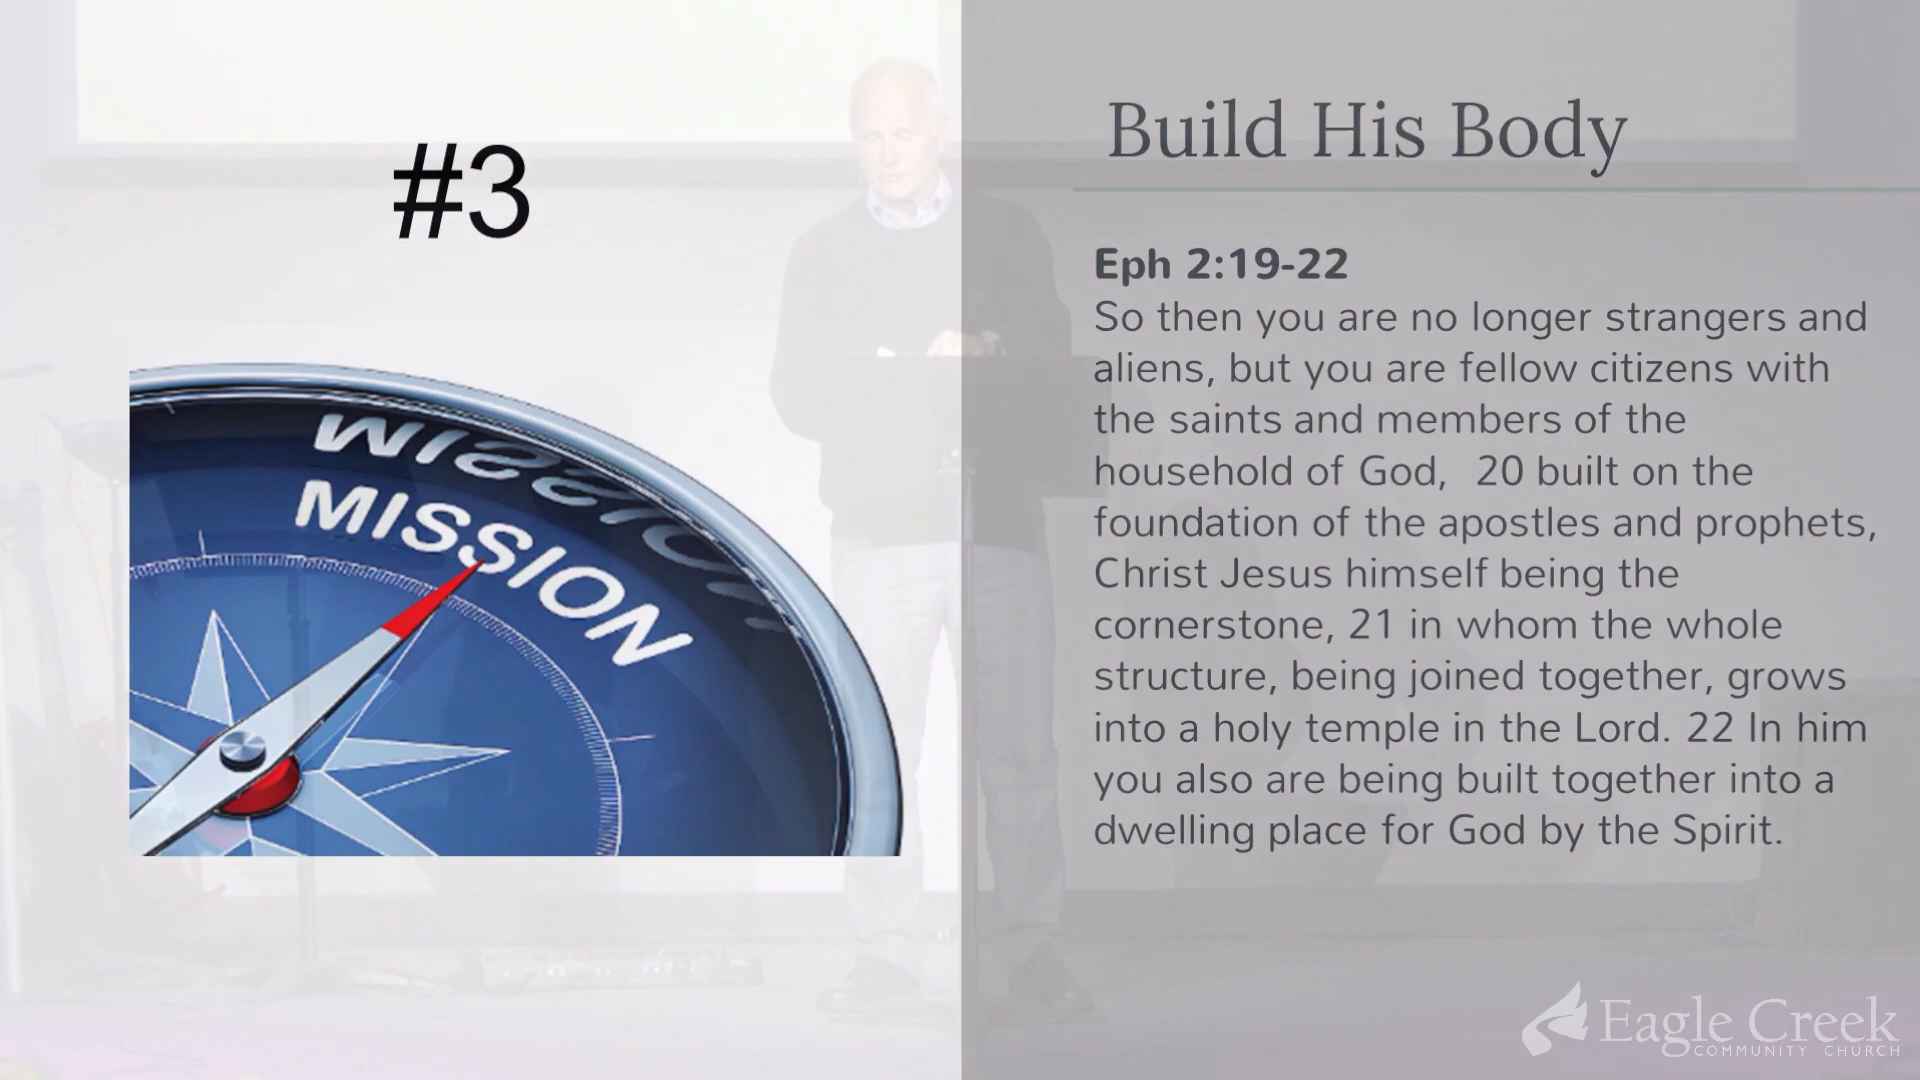 #3
MISSION
MISSION
Build His Body
Eph 2:19-22
So then you are no longer strangers and
aliens, but you are fellow citizens with
the saints and members of the
household of God,  20 built on the
foundation of the apostles and prophets,
Christ Jesus himself being the
cornerstone, 21 in whom the whole
structure, being joined together, grows
into a holy temple in the Lord. 22 In him
you also are being built together into a
dwelling place for God by the Spirit.
Eagle Creek
COMMUNITY CHURCH